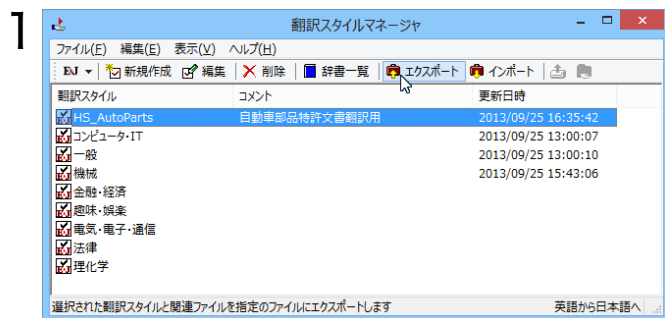 1
翻訳スタイルマネージャ
ファイル(F) 編集(E) 表示(V) ヘルプ(H)
EJ 新規作成 編集 削除 辞書一覧 エクスポート インポート
翻訳スタイル コメント 更新日時
HS_AutoParts 自動車部品特許文書翻訳用 2013/09/25 16:35:42
コンピュータ・IT 2013/09/25 13:00:07
一般 2013/09/25 13:00:10
機械 2013/09/25 15:43:06
金融・経済
趣味・娯楽
電気・電子・通信
法律
理化学
選択された翻訳スタイルと関連ファイルを指定のファイルにエクスポートします 英語から日本語へ